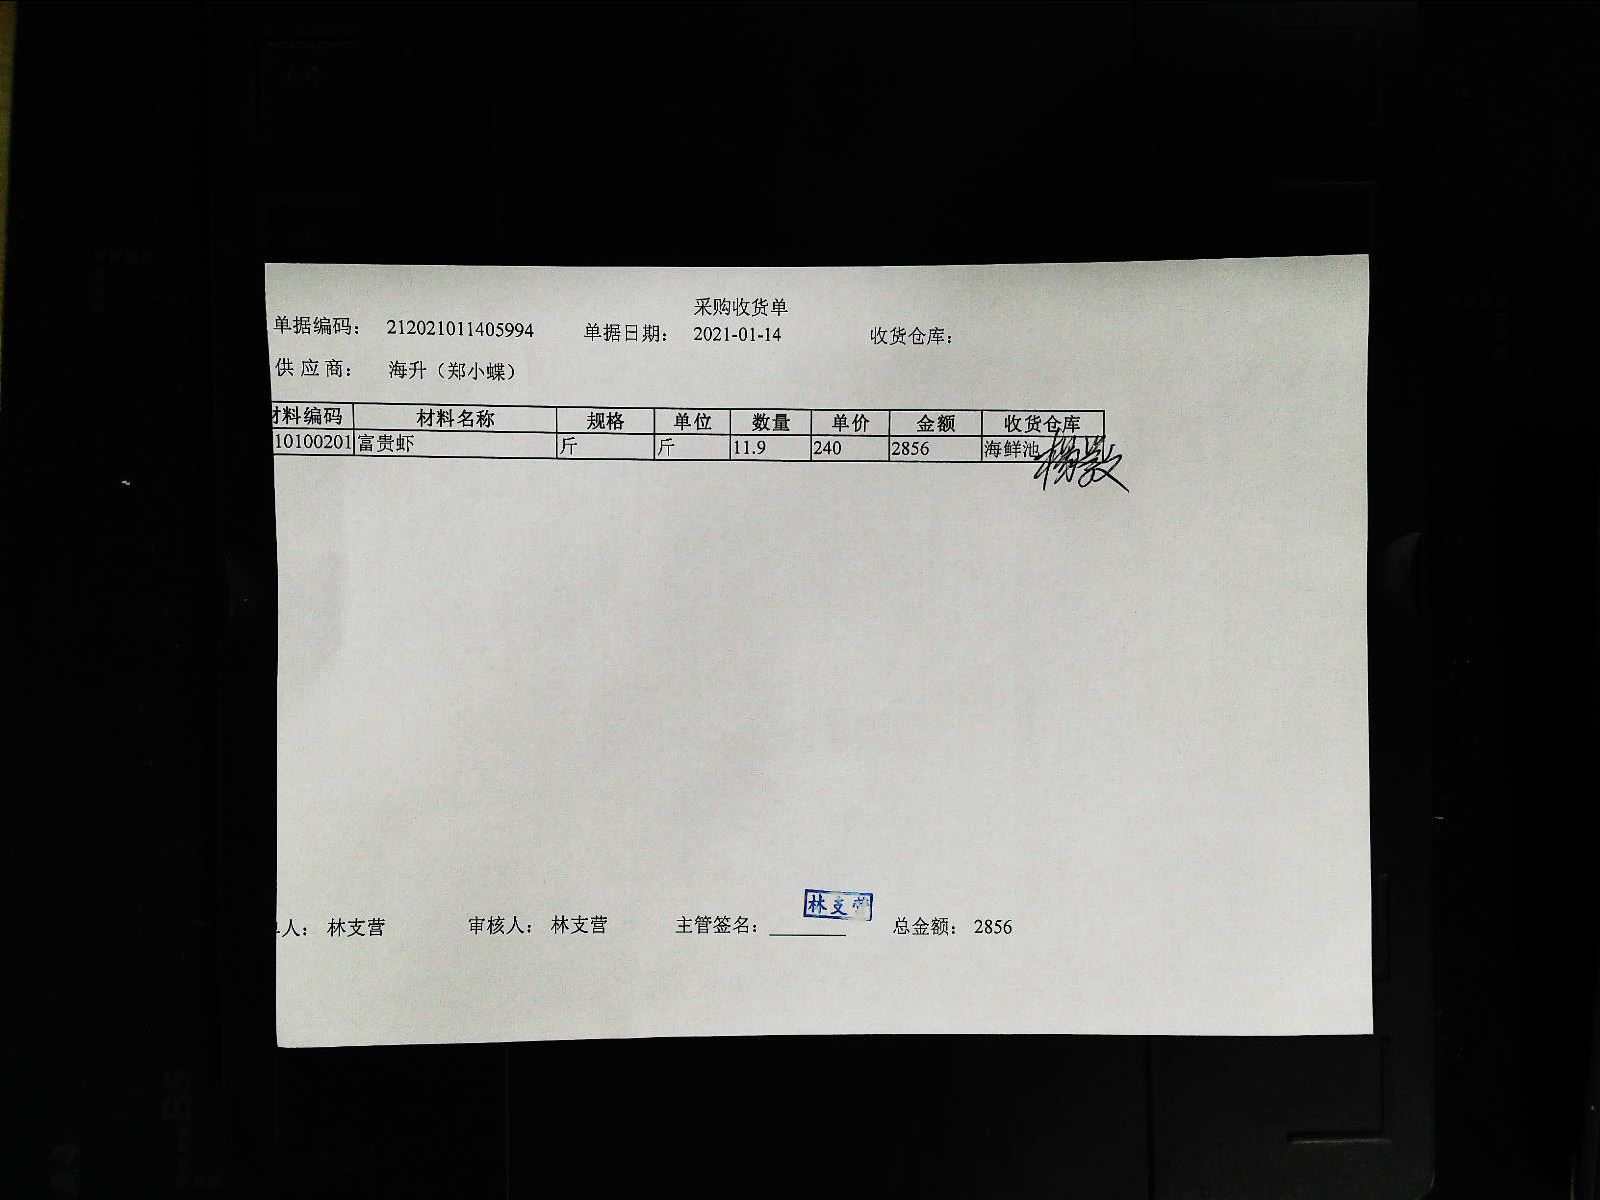 采购收货单
单据编码： 212021011405994 单据日期： 2021-01-14 收货仓库：
供 应 商： 海升（郑小蝶）
材料编码 材料名称 规格 单位 数量 单价 金额 收货仓库
10100201 富贵虾 斤 斤 11.9 240 2856 海鲜池
林支营
人： 林支营 审核人： 林支营 主管签名： 总金额： 2856